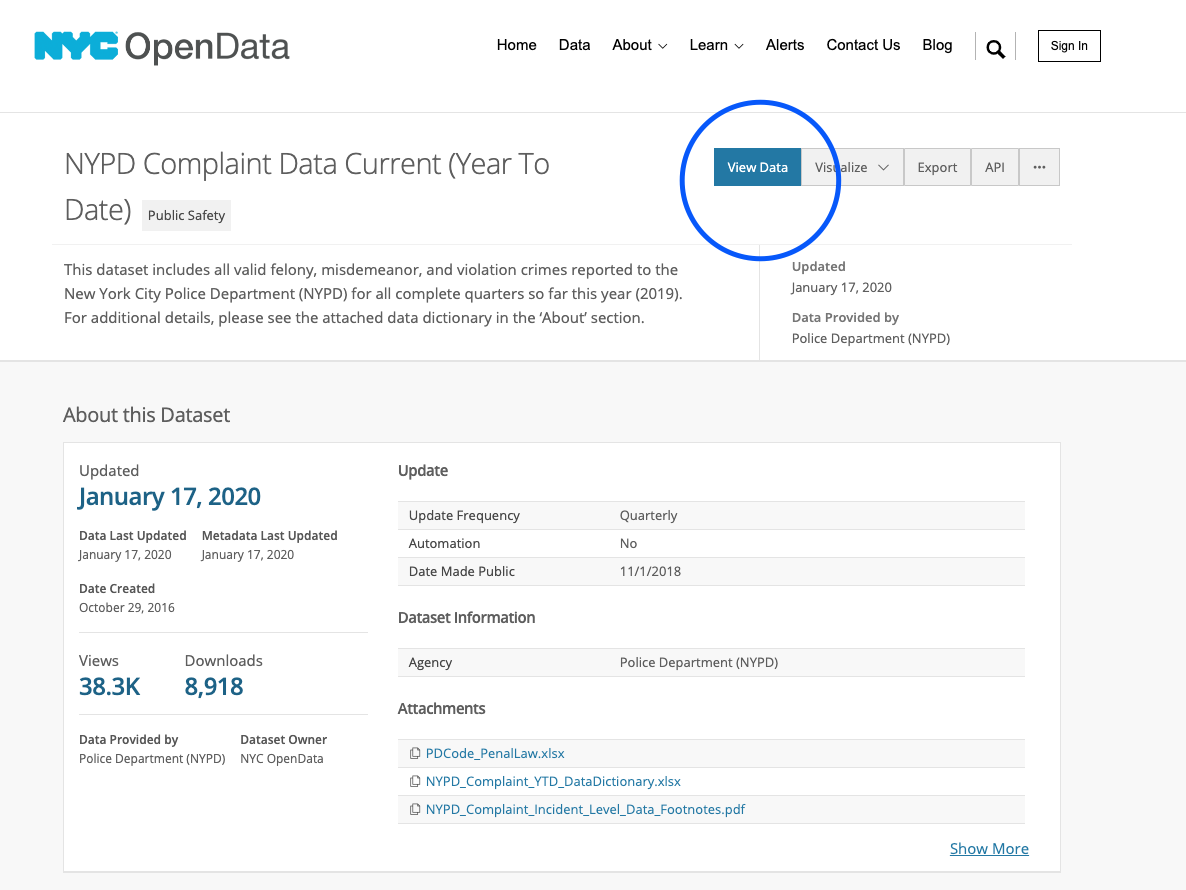 NYC OpenData
Home Data About Learn Alerts Contact Us Blog Sign In
NYPD Complaint Data Current (Year To
Date) Public Safety
View Data Visualize Export API ···
This dataset includes all valid felony, misdemeanor, and violation crimes reported to the
New York City Police Department (NYPD) for all complete quarters so far this year (2019).
For additional details, please see the attached data dictionary in the ‘About’ section.
Updated
January 17, 2020
Data Provided by
Police Department (NYPD)
About this Dataset
Updated
January 17, 2020
Data Last Updated Metadata Last Updated
January 17, 2020 January 17, 2020
Date Created
October 29, 2016
Views Downloads
38.3K 8,918
Data Provided by Dataset Owner
Police Department (NYPD) NYC OpenData
Update
Update Frequency Quarterly
Automation No
Date Made Public 11/1/2018
Dataset Information
Agency Police Department (NYPD)
Attachments
PDCode_PenalLaw.xlsx
NYPD_Complaint_YTD_DataDictionary.xlsx
NYPD_Complaint_Incident_Level_Data_Footnotes.pdf
Show More